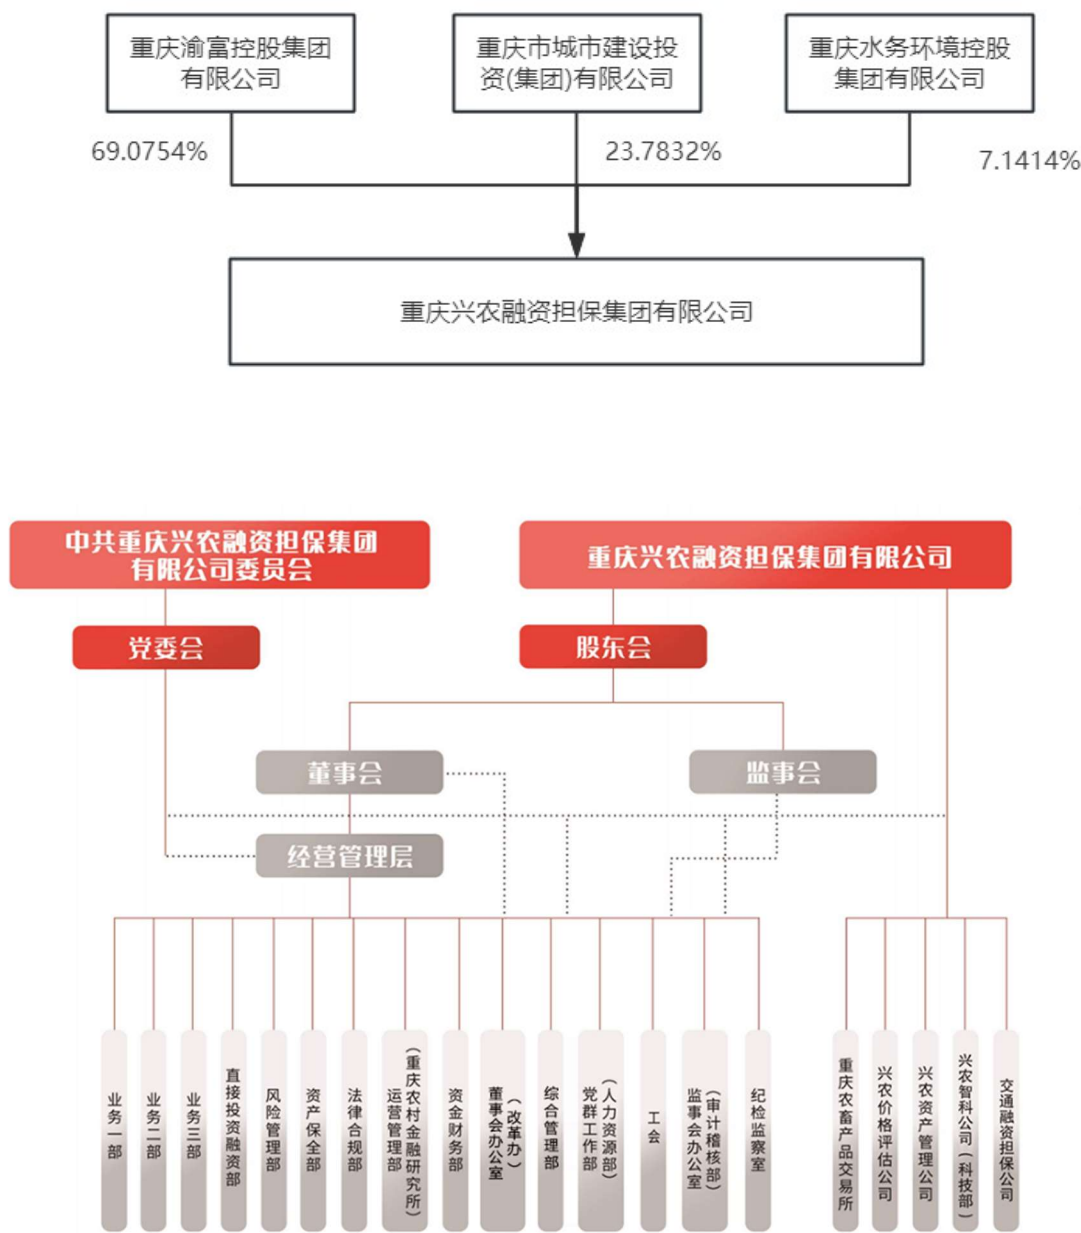 重庆渝富控股集团
有限公司
重庆市城市建设投
资(集团)有限公司
重庆水务环境控股
集团有限公司
69.0754%
23.7832%
7.1414%
重庆兴农融资担保集团有限公司
中共重庆兴农融资担保集团
有限公司委员会
重庆兴农融资担保集团有限公司
党委会
股东会
董事会
监事会
经营管理层
业务一部
业务二部
业务三部
直接投资融资部
风险管理部
资产保全部
法律合规部
运营管理部
（重庆农村金融研究所）
资金财务部
董事会办公室
（改革办）
综合管理部
党群工作部
（人力资源部）
工会
监事会办公室
（审计稽核部）
纪检监察室
重庆农畜产品交易所
兴农价格评估公司
兴农资产管理公司
兴农智科公司（科技部）
交通融资担保公司